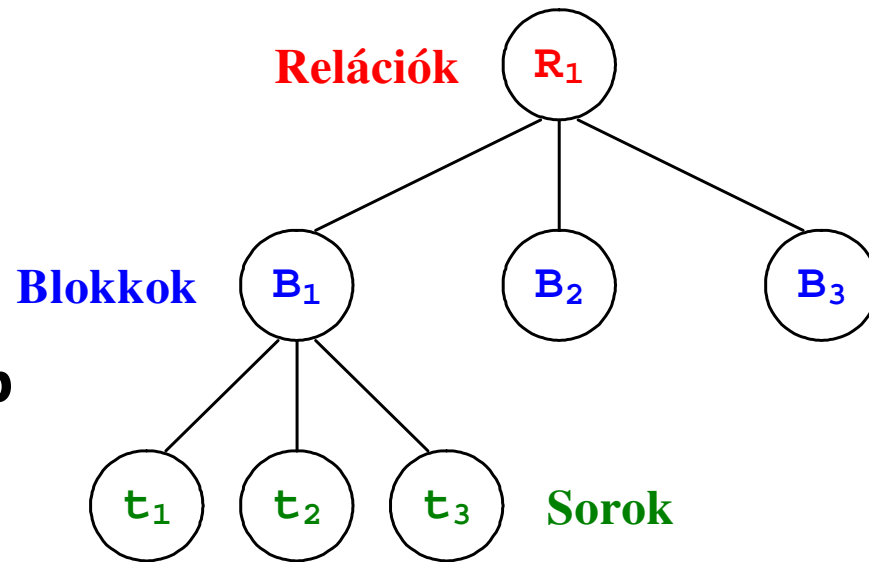 Relációk R₁
Blokkok B₁ B₂ B₃
t₁ t₂ t₃ Sorok